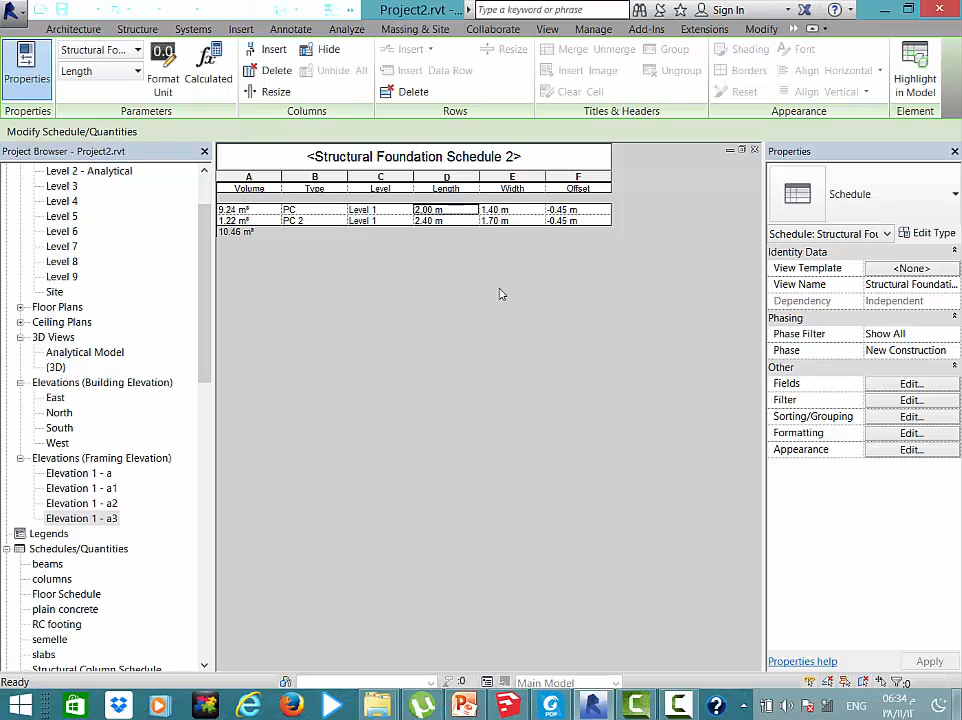 Project2.rvt -...
Type a keyword or phrase
Sign In
Architecture Structure Systems Insert Annotate Analyze Massing & Site Collaborate View Manage Add-Ins Extensions Modify
Properties
Structural Fo...
Length
Format Unit
Calculated
Insert
Delete
Resize
Hide
Unhide All
Insert
Insert Data Row
Delete
Resize
Merge Unmerge
Insert Image
Clear Cell
Group
Ungroup
Shading
Borders
Reset
Font
Align Horizontal
Align Vertical
Highlight in Model
Properties Parameters Columns Rows Titles & Headers Appearance Element
Modify Schedule/Quantities
Project Browser - Project2.rvt
Level 2 - Analytical
Level 3
Level 4
Level 5
Level 6
Level 7
Level 8
Level 9
Site
Floor Plans
Ceiling Plans
3D Views
Analytical Model
{3D}
Elevations (Building Elevation)
East
North
South
West
Elevations (Framing Elevation)
Elevation 1 - a
Elevation 1 - a1
Elevation 1 - a2
Elevation 1 - a3
Legends
Schedules/Quantities
beams
columns
Floor Schedule
plain concrete
RC footing
semelle
slabs
Structural Column Schedule
<Structural Foundation Schedule 2>
A B C D E F
Volume Type Level Length Width Offset
9.24 m³ PC Level 1 2.00 m 1.40 m -0.45 m
1.22 m³ PC 2 Level 1 2.40 m 1.70 m -0.45 m
10.46 m³
Properties
Schedule
Schedule: Structural Fou
Edit Type
Identity Data
View Template <None>
View Name Structural Foundati...
Dependency Independent
Phasing
Phase Filter Show All
Phase New Construction
Other
Fields Edit...
Filter Edit...
Sorting/Grouping Edit...
Formatting Edit...
Appearance Edit...
Properties help
Apply
Ready
:0
Main Model
:0
ENG
06:34 م